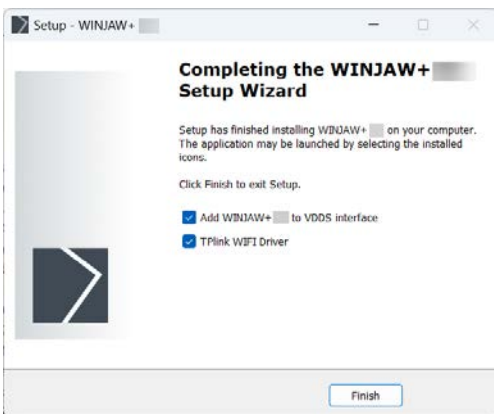 Setup - WINJAW+
Completing the WINJAW+
Setup Wizard
Setup has finished installing WINJAW+ on your computer.
The application may be launched by selecting the installed
icons.
Click Finish to exit Setup.
Add WINJAW+ to VDDS interface
TPlink WIFI Driver
Finish